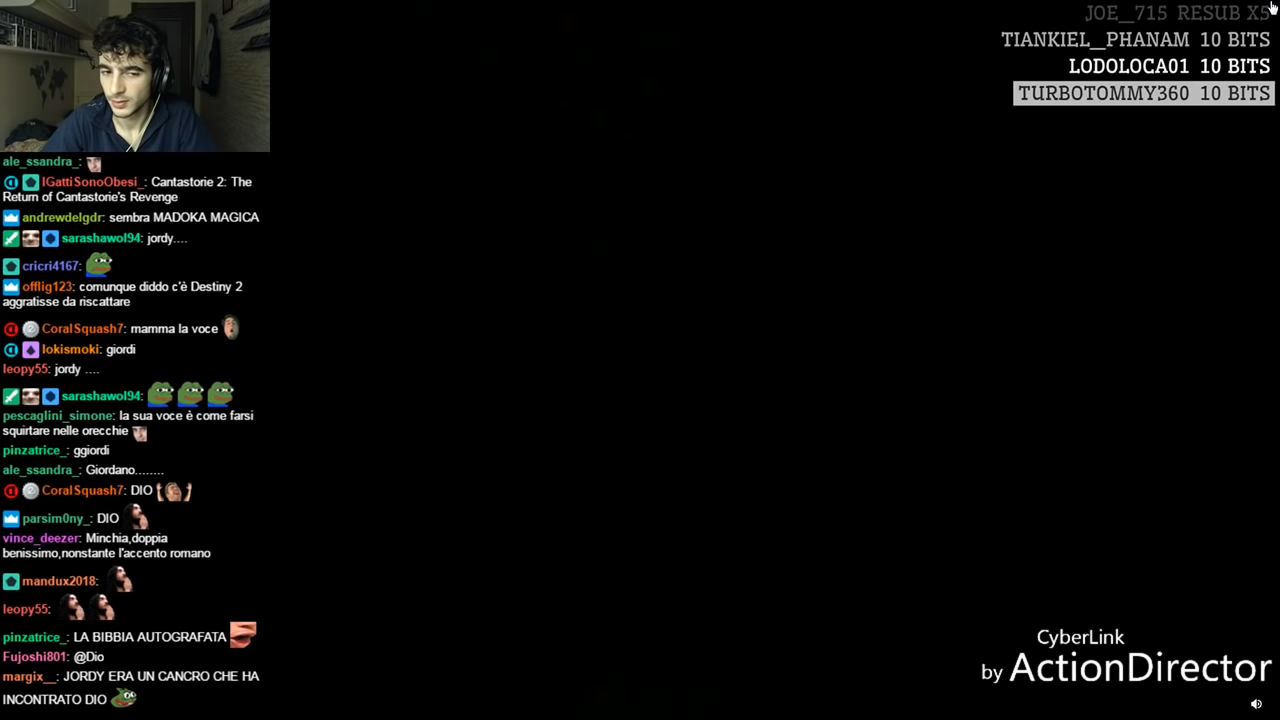 JOE_715 RESUB X5
TIANKIEL_PHANAM 10 BITS
LODOLOCA01 10 BITS
TURBOTOMMY360 10 BITS
ale_ssandra_:
IGattiSonoObesi_: Cantastorie 2: The
Return of Cantastorie's Revenge
andrewdelgdr: sembra MADOKA MAGICA
sarashawol94: jordy....
cricri4167:
offlig123: comunque diddo c'è Destiny 2
aggratisse da riscattare
CoralSquash7: mamma la voce
lokismoki: giordi
leopy55: jordy ....
sarashawol94:
pescaglini_simone: la sua voce è come farsi
squirtare nelle orecchie
pinzatrice_: ggiordi
ale_ssandra_: Giordano........
CoralSquash7: DIO
parsim0ny_: DIO
vince_deezer: Minchia,doppia
benissimo,nonstante l'accento romano
mandux2018:
leopy55:
pinzatrice_: LA BIBBIA AUTOGRAFATA
Fujoshi801: @Dio
margix__: JORDY ERA UN CANCRO CHE HA
INCONTRATO DIO
CyberLink
by ActionDirector